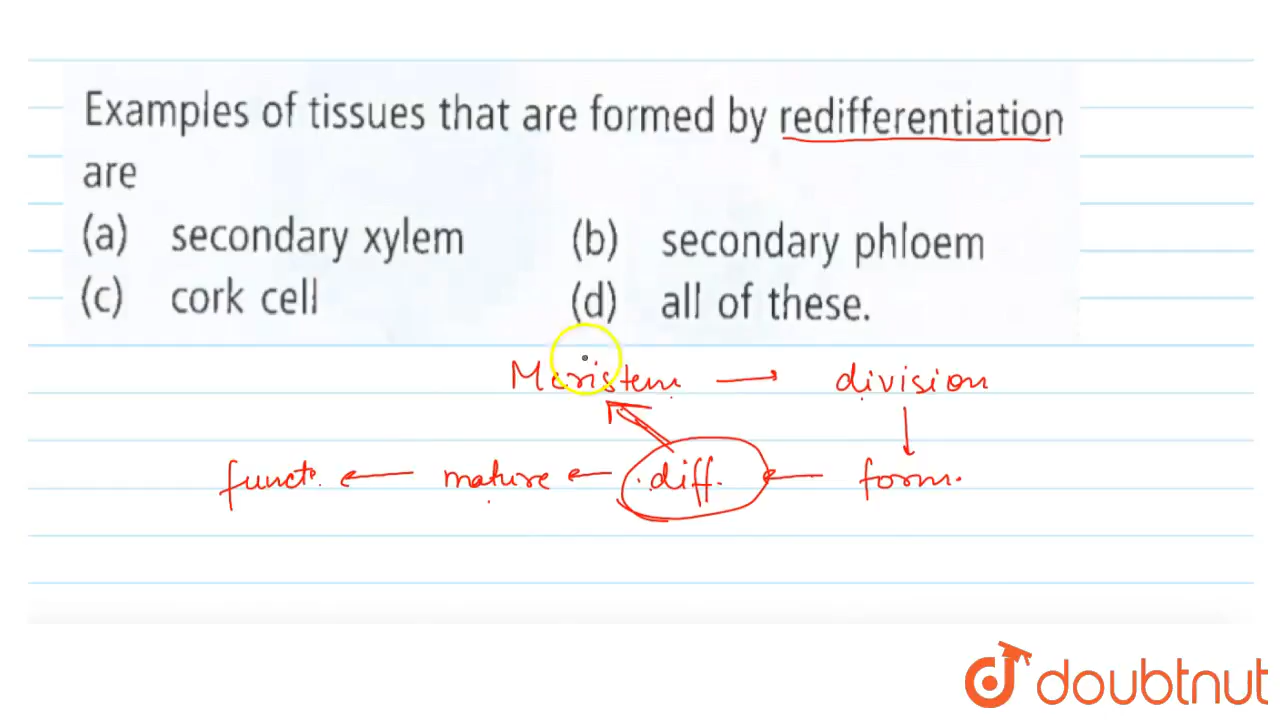 Examples of tissues that are formed by redifferentiation
are
(a) secondary xylem (b) secondary phloem
(c) cork cell (d) all of these.
Meristem → division
↓
funct. ← mature ← diff. ← form.
doubtnut